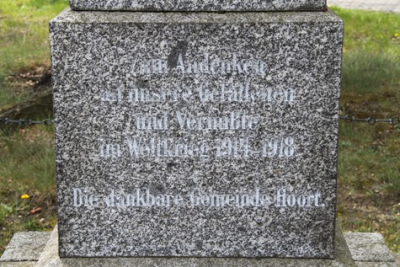 Zum Andenken
an unsere Gefallenen
und Vermißte
im Weltkrieg 1914-1918.
Die dankbare Gemeinde Hoort.